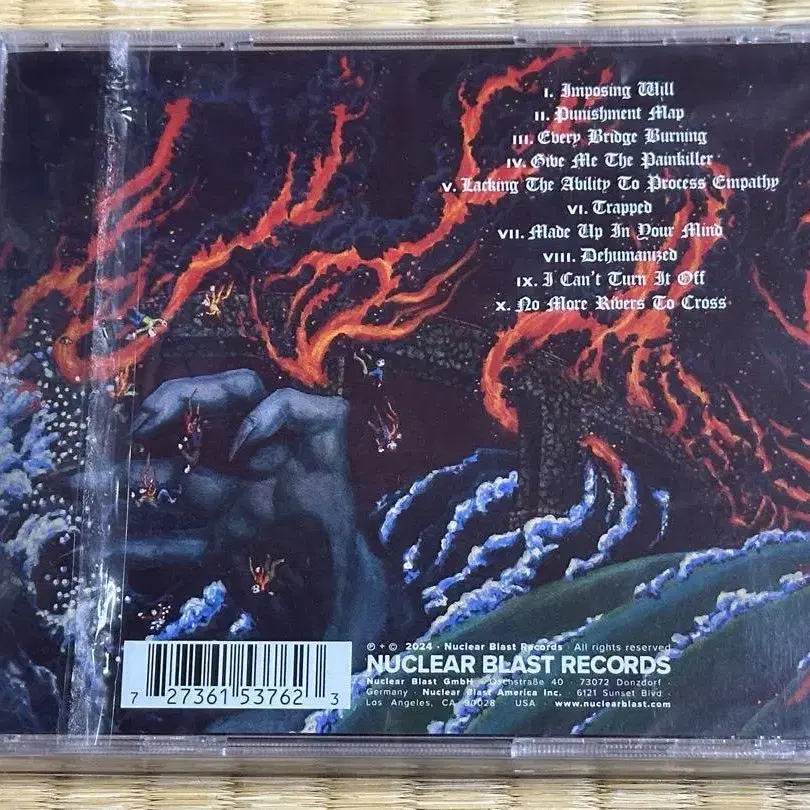 I. Imposing Will
II. Punishment Map
III. Every Bridge Burning
IV. Give Me The Painkiller
V. Lacking The Ability To Process Empathy
VI. Trapped
VII. Made Up In Your Mind
VIII. Dehumanized
IX. I Can't Turn It Off
X. No More Rivers To Cross
℗ + © 2024 · Nuclear Blast Records · All rights reserved
NUCLEAR BLAST RECORDS
Nuclear Blast GmbH · Oeschstraße 40 · 73072 Donzdorf ·
Germany · Nuclear Blast America Inc. · 6121 Sunset Blvd ·
Los Angeles, CA 90028 · USA · www.nuclearblast.com
7 27361 53762 3